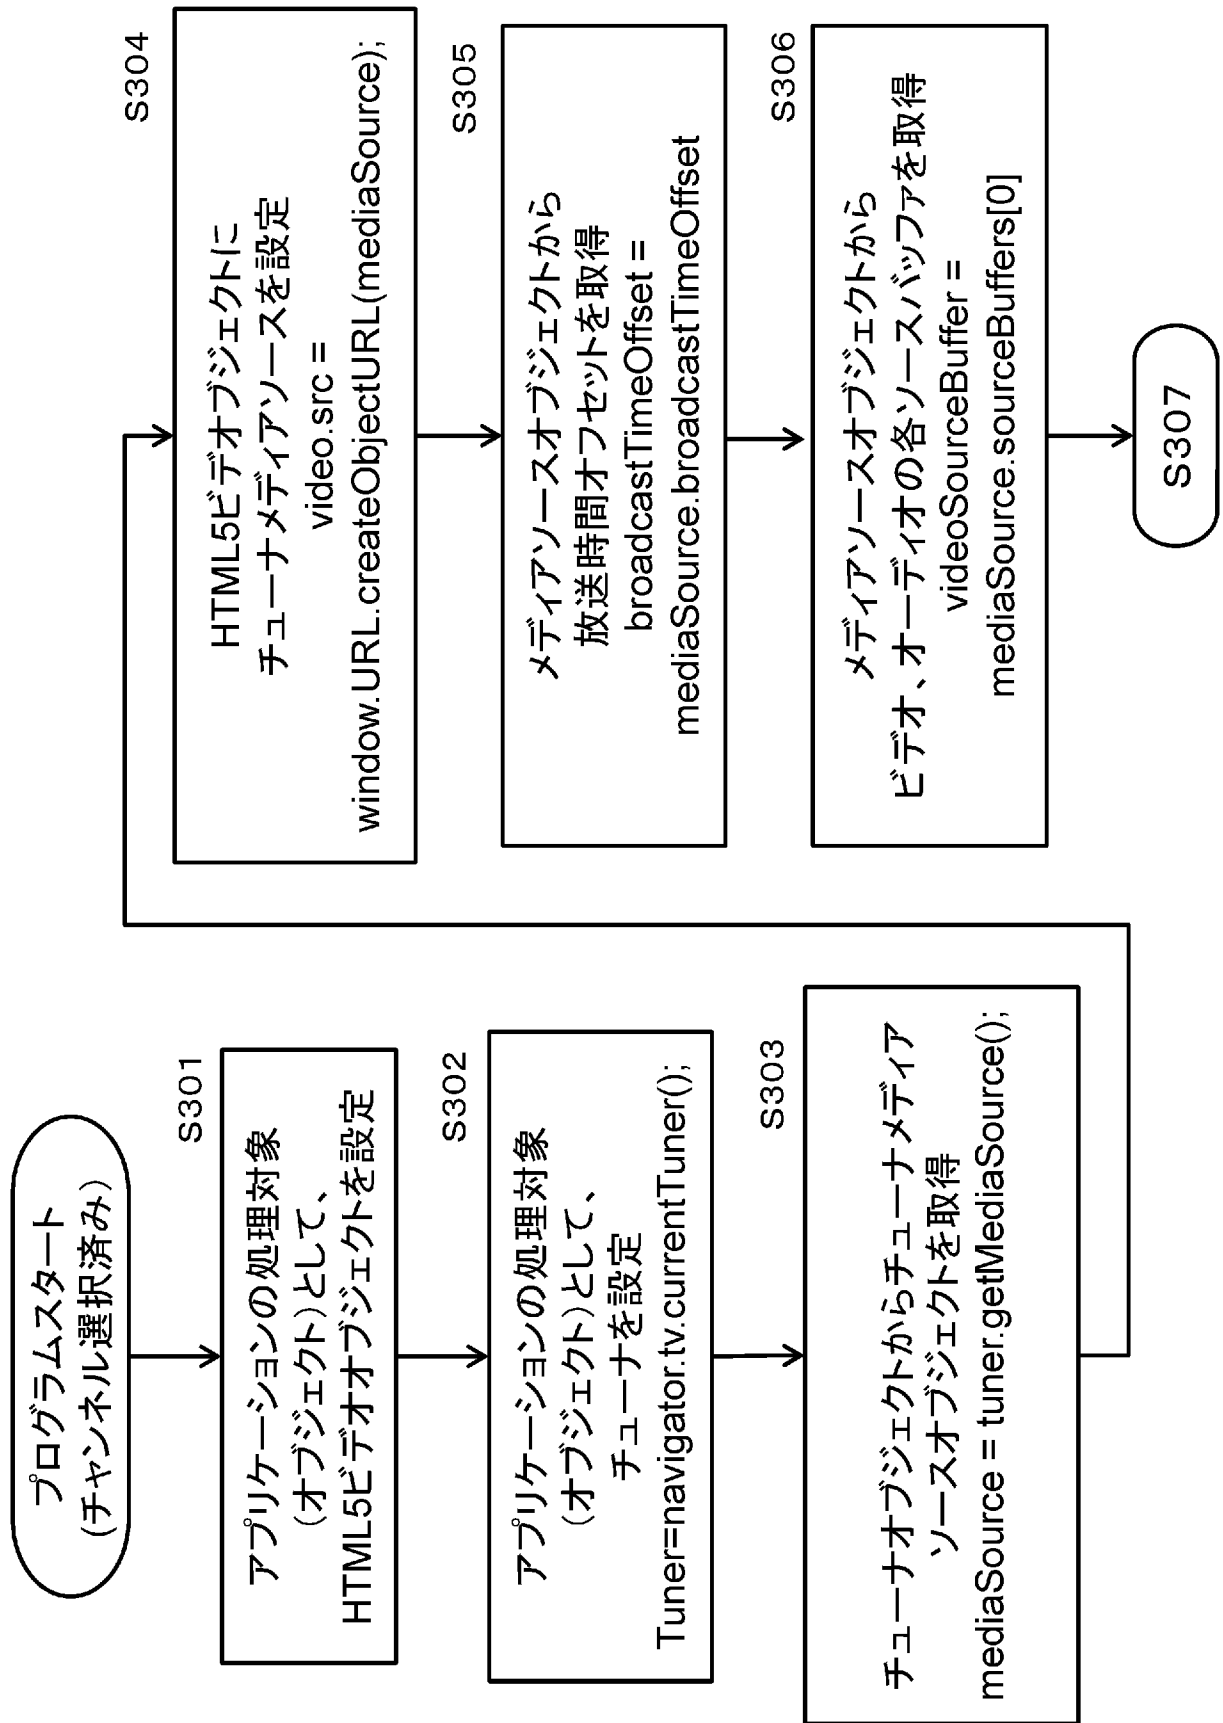 プログラムスタート
(チャンネル選択済み)
S301
アプリケーションの処理対象
(オブジェクト)として、
HTML5ビデオオブジェクトを設定
S302
アプリケーションの処理対象
(オブジェクト)として、
チューナを設定
Tuner=navigator.tv.currentTuner();
S303
チューナオブジェクトからチューナメディア
ソースオブジェクトを取得
mediaSource = tuner.getMediaSource();
S304
HTML5ビデオオブジェクトに
チューナメディアソースを設定
video.src =
window.URL.createObjectURL(mediaSource);
S305
メディアソースオブジェクトから
放送時間オフセットを取得
broadcastTimeOffset =
mediaSource.broadcastTimeOffset
S306
メディアソースオブジェクトから
ビデオ、オーディオの各ソースバッファを取得
videoSourceBuffer =
mediaSource.sourceBuffers[0]
S307